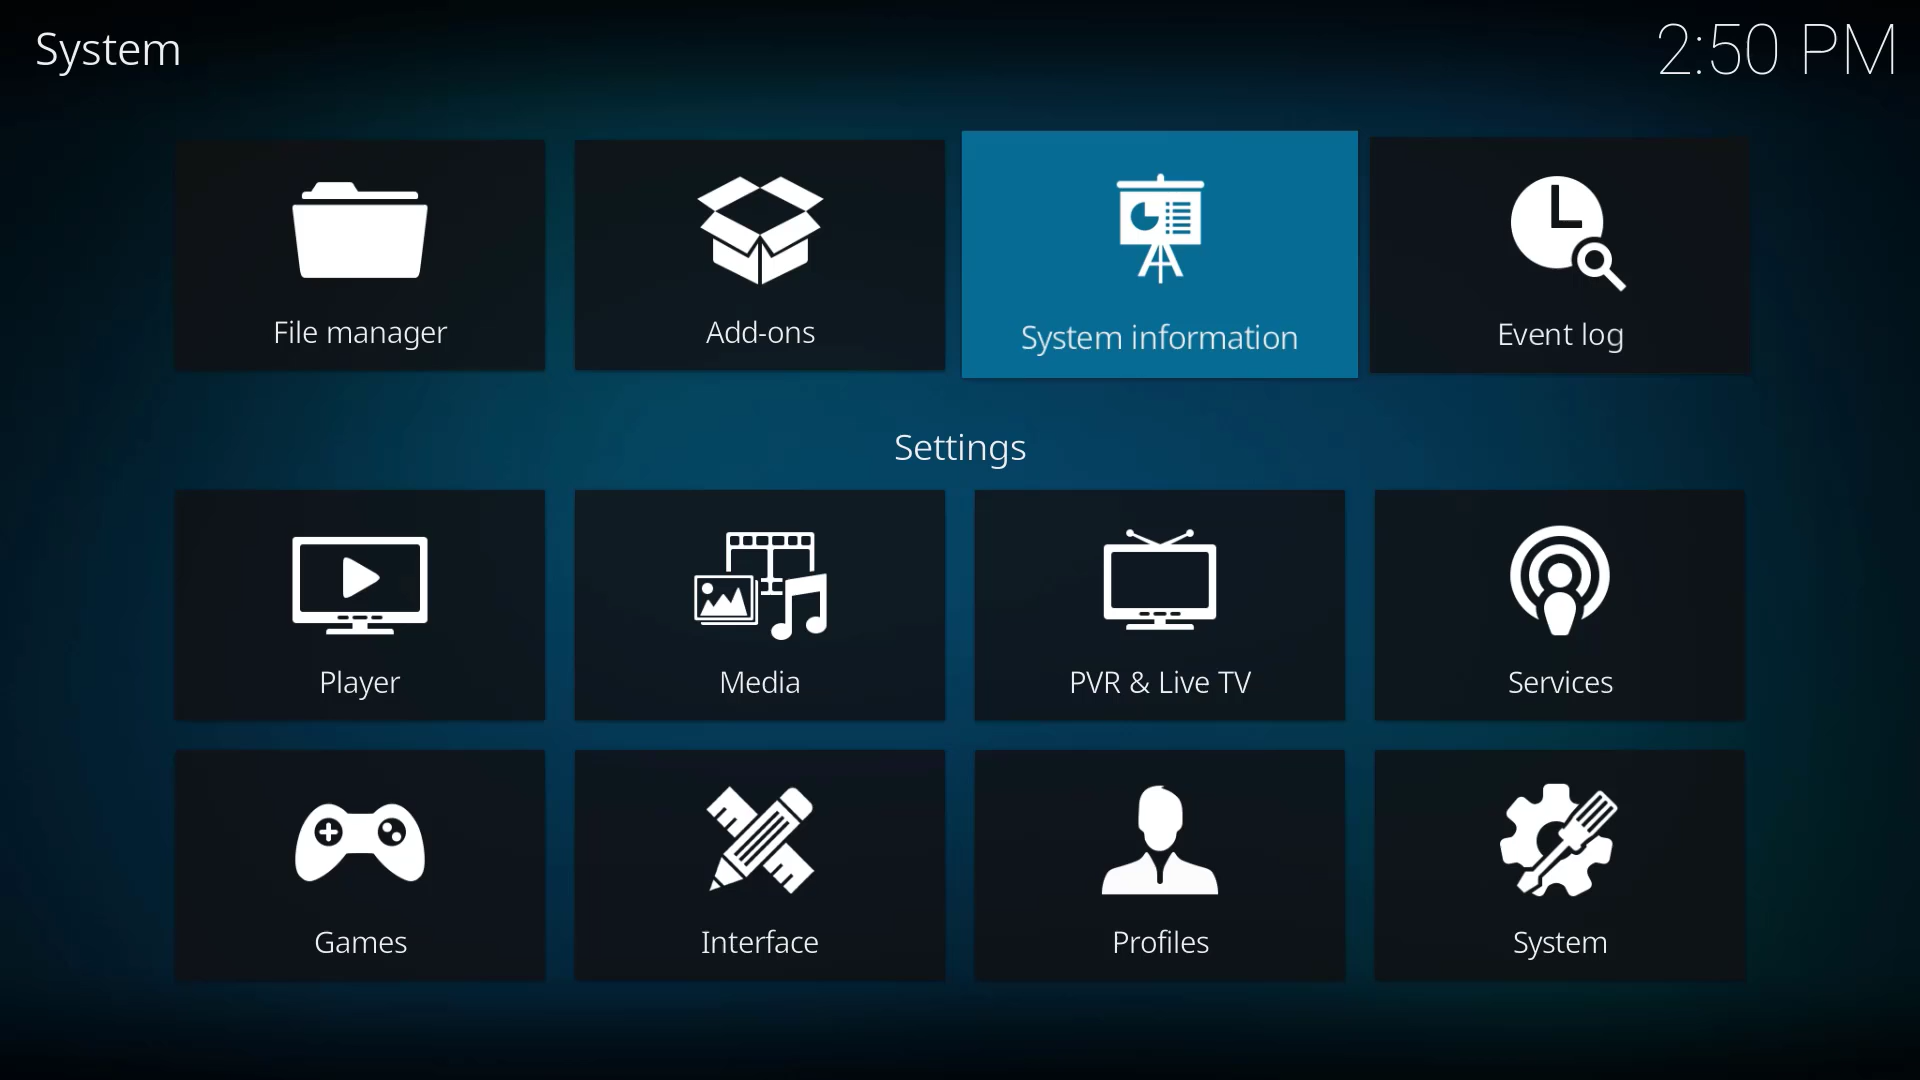 System
2:50 PM
File manager
Add-ons
System information
Event log
Settings
Player
Media
PVR & Live TV
Services
Games
Interface
Profiles
System